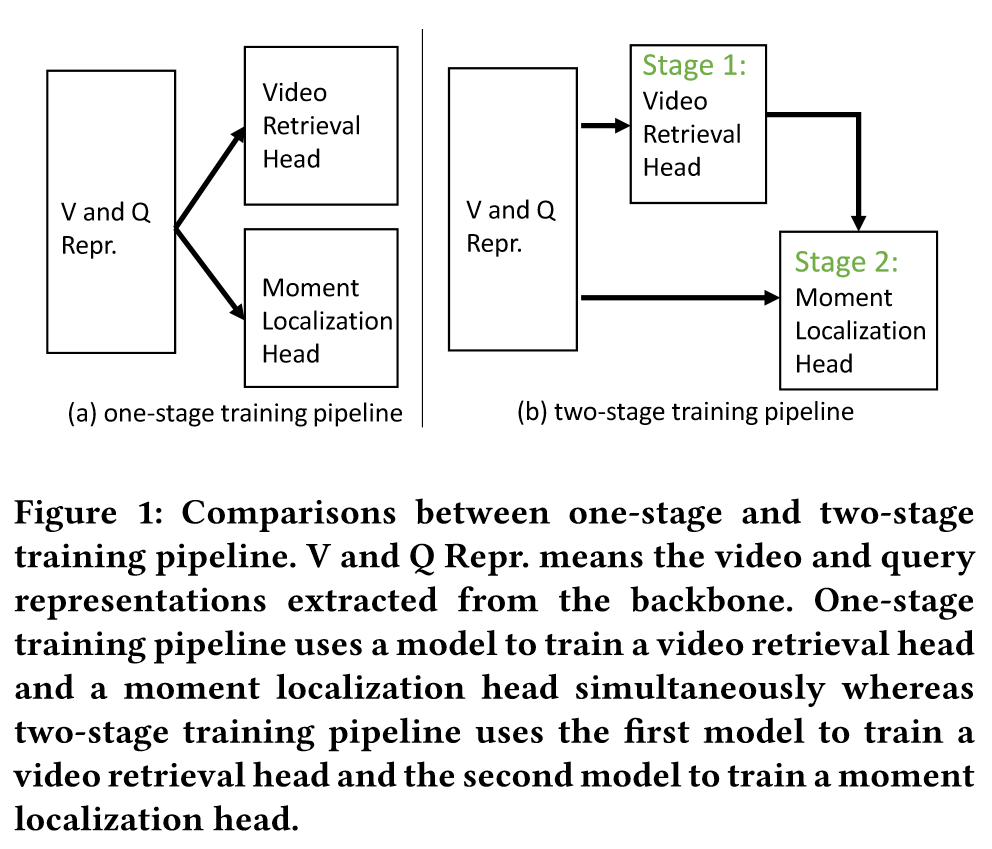 V and Q
Repr.
Video
Retrieval
Head
Moment
Localization
Head
(a) one-stage training pipeline
V and Q
Repr.
Stage 1:
Video
Retrieval
Head
Stage 2:
Moment
Localization
Head
(b) two-stage training pipeline
Figure 1: Comparisons between one-stage and two-stage
training pipeline. V and Q Repr. means the video and query
representations extracted from the backbone. One-stage
training pipeline uses a model to train a video retrieval head
and a moment localization head simultaneously whereas
two-stage training pipeline uses the first model to train a
video retrieval head and the second model to train a moment
localization head.